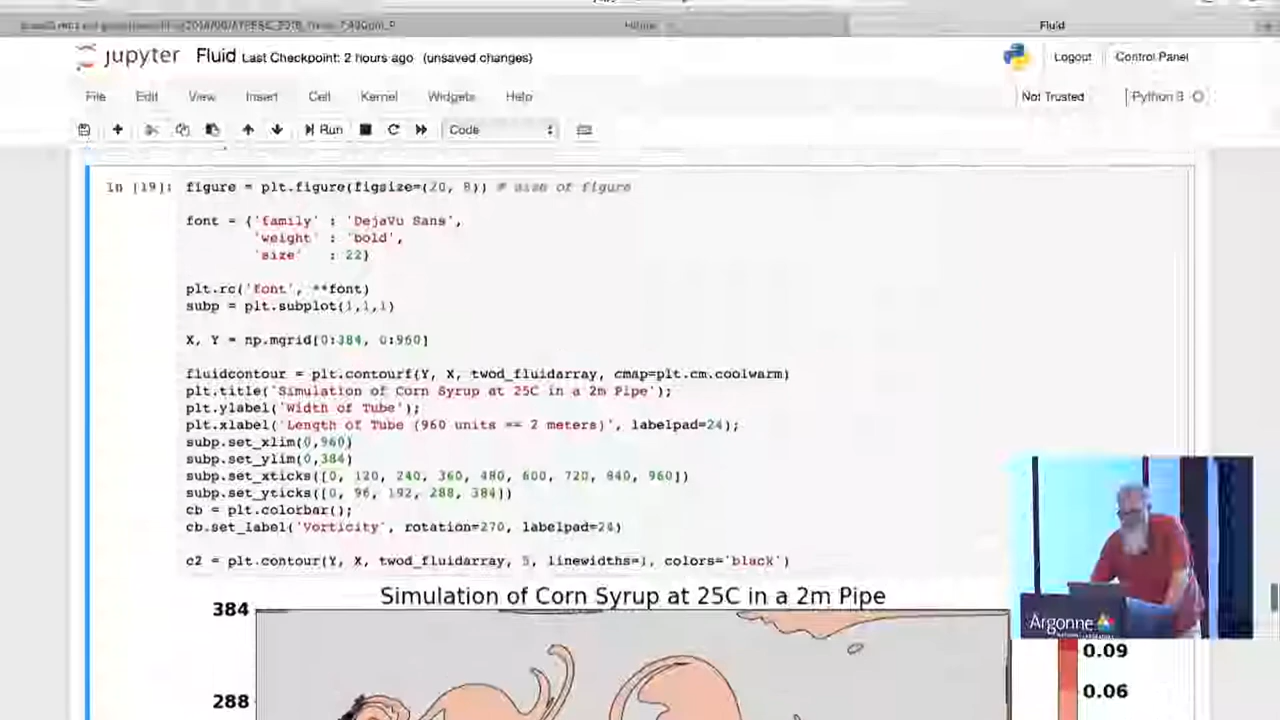 Fluid
jupyter Fluid Last Checkpoint: 2 hours ago (unsaved changes)
Logout Control Panel
File Edit View Insert Cell Kernel Widgets Help
Not Trusted Python 3
Run Code
In [19]: figure = plt.figure(figsize=(20, 8)) # size of figure
font = {'family' : 'DejaVu Sans',
'weight' : 'bold',
'size' : 22}
plt.rc('font', **font)
subp = plt.subplot(1,1,1)
X, Y = np.mgrid[0:384, 0:960]
fluidcontour = plt.contourf(Y, X, twod_fluidarray, cmap=plt.cm.coolwarm)
plt.title('Simulation of Corn Syrup at 25C in a 2m Pipe');
plt.ylabel('Width of Tube');
plt.xlabel('Length of Tube (960 units == 2 meters)', labelpad=24);
subp.set_xlim(0,960)
subp.set_ylim(0,384)
subp.set_xticks([0, 120, 240, 360, 480, 600, 720, 840, 960])
subp.set_yticks([0, 96, 192, 288, 384])
cb = plt.colorbar();
cb.set_label('Vorticity', rotation=270, labelpad=24)
c2 = plt.contour(Y, X, twod_fluidarray, 5, linewidths=1, colors='black')
Simulation of Corn Syrup at 25C in a 2m Pipe
384
288
0.09
0.06
Argonne